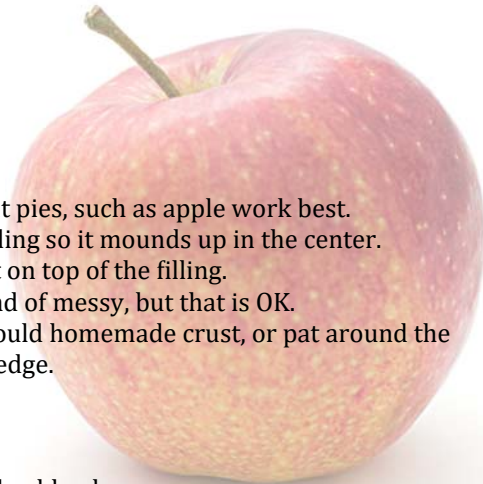 t pies, such as apple work best.
ling so it mounds up in the center.
on top of the filling.
nd of messy, but that is OK.
ould homemade crust, or pat around the
edge.